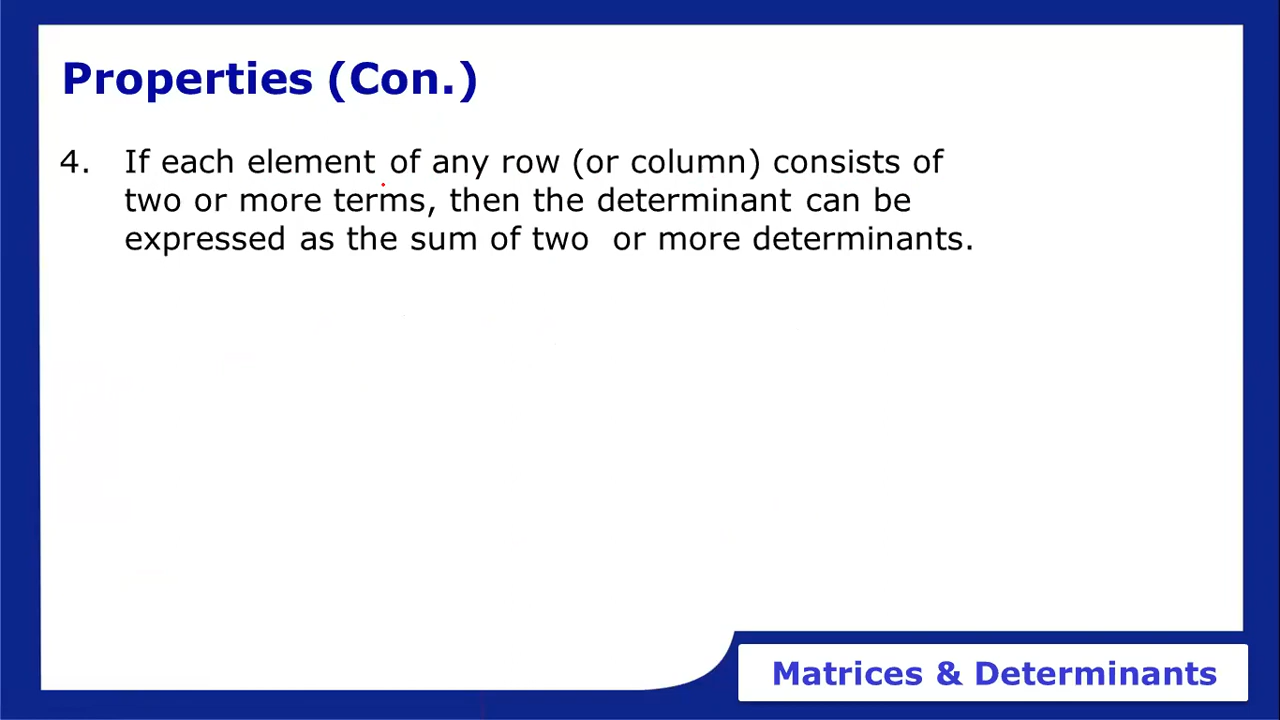 Properties (Con.)
4. If each element of any row (or column) consists of
two or more terms, then the determinant can be
expressed as the sum of two or more determinants.
Matrices & Determinants